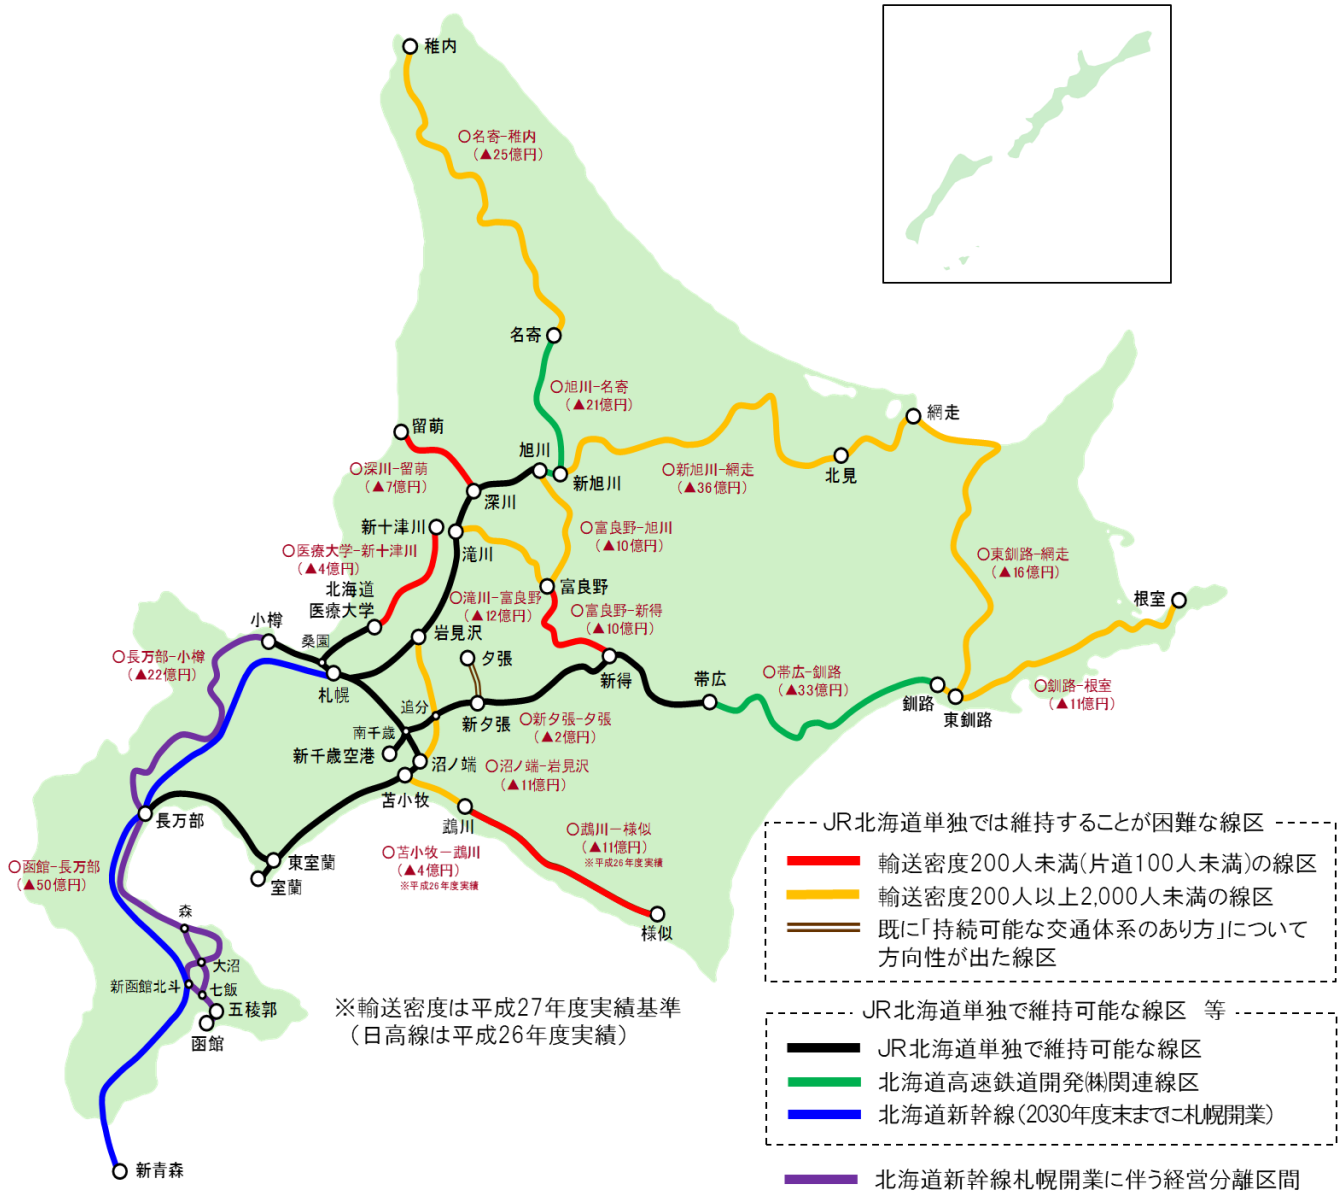 稚内
○名寄-稚内
(▲25億円)
名寄
○旭川-名寄
(▲21億円)
網走
留萌
旭川
新旭川
北見
○深川-留萌
(▲7億円)
○新旭川-網走
(▲36億円)
深川
新十津川
滝川
○富良野-旭川
(▲10億円)
○医療大学-新十津川
(▲4億円)
○東釧路-網走
(▲16億円)
北海道
医療大学
○滝川-富良野
(▲12億円)
富良野
○富良野-新得
(▲10億円)
根室
小樽
桑園
岩見沢
○長万部-小樽
(▲22億円)
夕張
札幌
新得
帯広
○帯広-釧路
(▲33億円)
釧路
東釧路
○釧路-根室
(▲11億円)
追分
南千歳
新夕張
○新夕張-夕張
(▲2億円)
新千歳空港
沼ノ端
○沼ノ端-岩見沢
(▲11億円)
苫小牧
鵡川
長万部
○鵡川-様似
(▲11億円)
※平成26年度実績
○苫小牧-鵡川
(▲4億円)
※平成26年度実績
東室蘭
室蘭
○函館-長万部
(▲50億円)
様似
森
大沼
新函館北斗
七飯
五稜郭
函館
新青森
※輸送密度は平成27年度実績基準
(日高線は平成26年度実績)
JR北海道単独では維持することが困難な線区
輸送密度200人未満(片道100人未満)の線区
輸送密度200人以上2,000人未満の線区
既に「持続可能な交通体系のあり方」について
方向性が出た線区
JR北海道単独で維持可能な線区 等
JR北海道単独で維持可能な線区
北海道高速鉄道開発㈱関連線区
北海道新幹線(2030年度末までに札幌開業)
北海道新幹線札幌開業に伴う経営分離区間